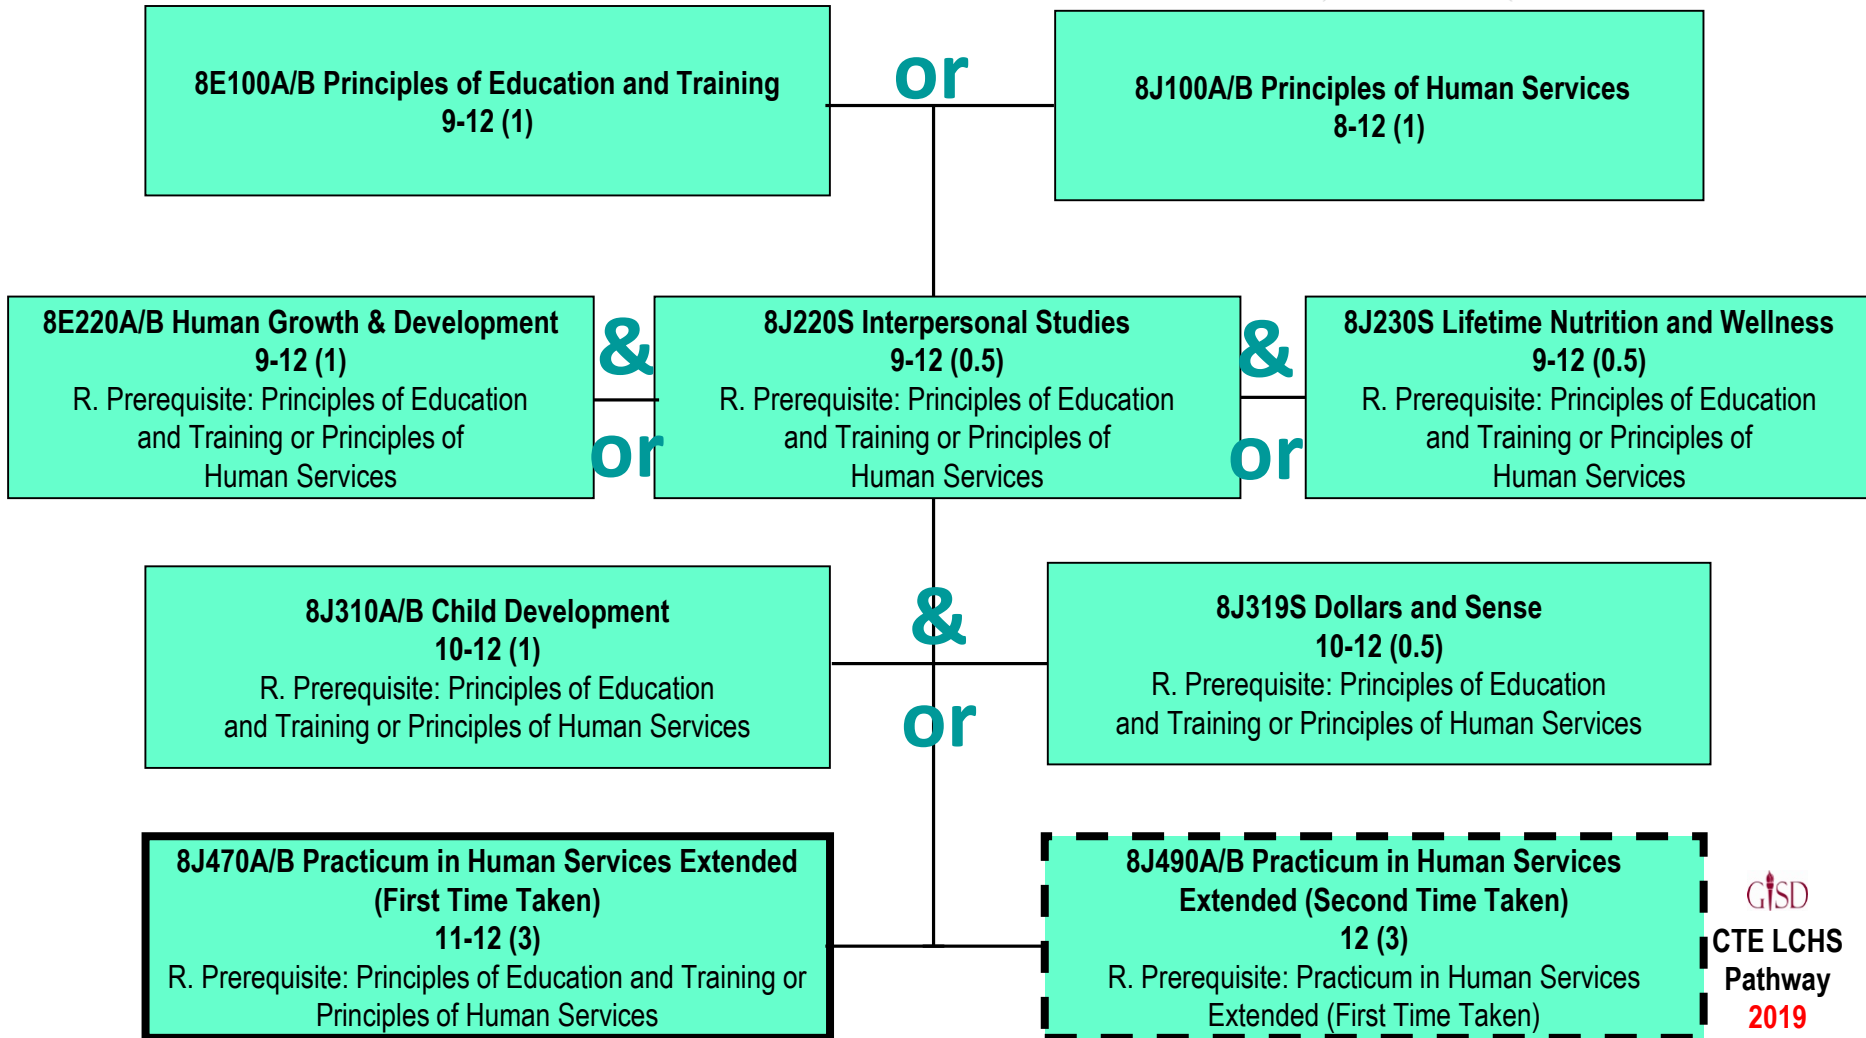 8E100A/B Principles of Education and Training
9-12 (1)
or
8J100A/B Principles of Human Services
8-12 (1)
8E220A/B Human Growth & Development
9-12 (1)
R. Prerequisite: Principles of Education
and Training or Principles of
Human Services
&
or
8J220S Interpersonal Studies
9-12 (0.5)
R. Prerequisite: Principles of Education
and Training or Principles of
Human Services
&
or
8J230S Lifetime Nutrition and Wellness
9-12 (0.5)
R. Prerequisite: Principles of Education
and Training or Principles of
Human Services
8J310A/B Child Development
10-12 (1)
R. Prerequisite: Principles of Education
and Training or Principles of Human Services
&
or
8J319S Dollars and Sense
10-12 (0.5)
R. Prerequisite: Principles of Education
and Training or Principles of Human Services
8J470A/B Practicum in Human Services Extended
(First Time Taken)
11-12 (3)
R. Prerequisite: Principles of Education and Training or
Principles of Human Services
8J490A/B Practicum in Human Services
Extended (Second Time Taken)
12 (3)
R. Prerequisite: Practicum in Human Services
Extended (First Time Taken)
GISD
CTE LCHS
Pathway
2019